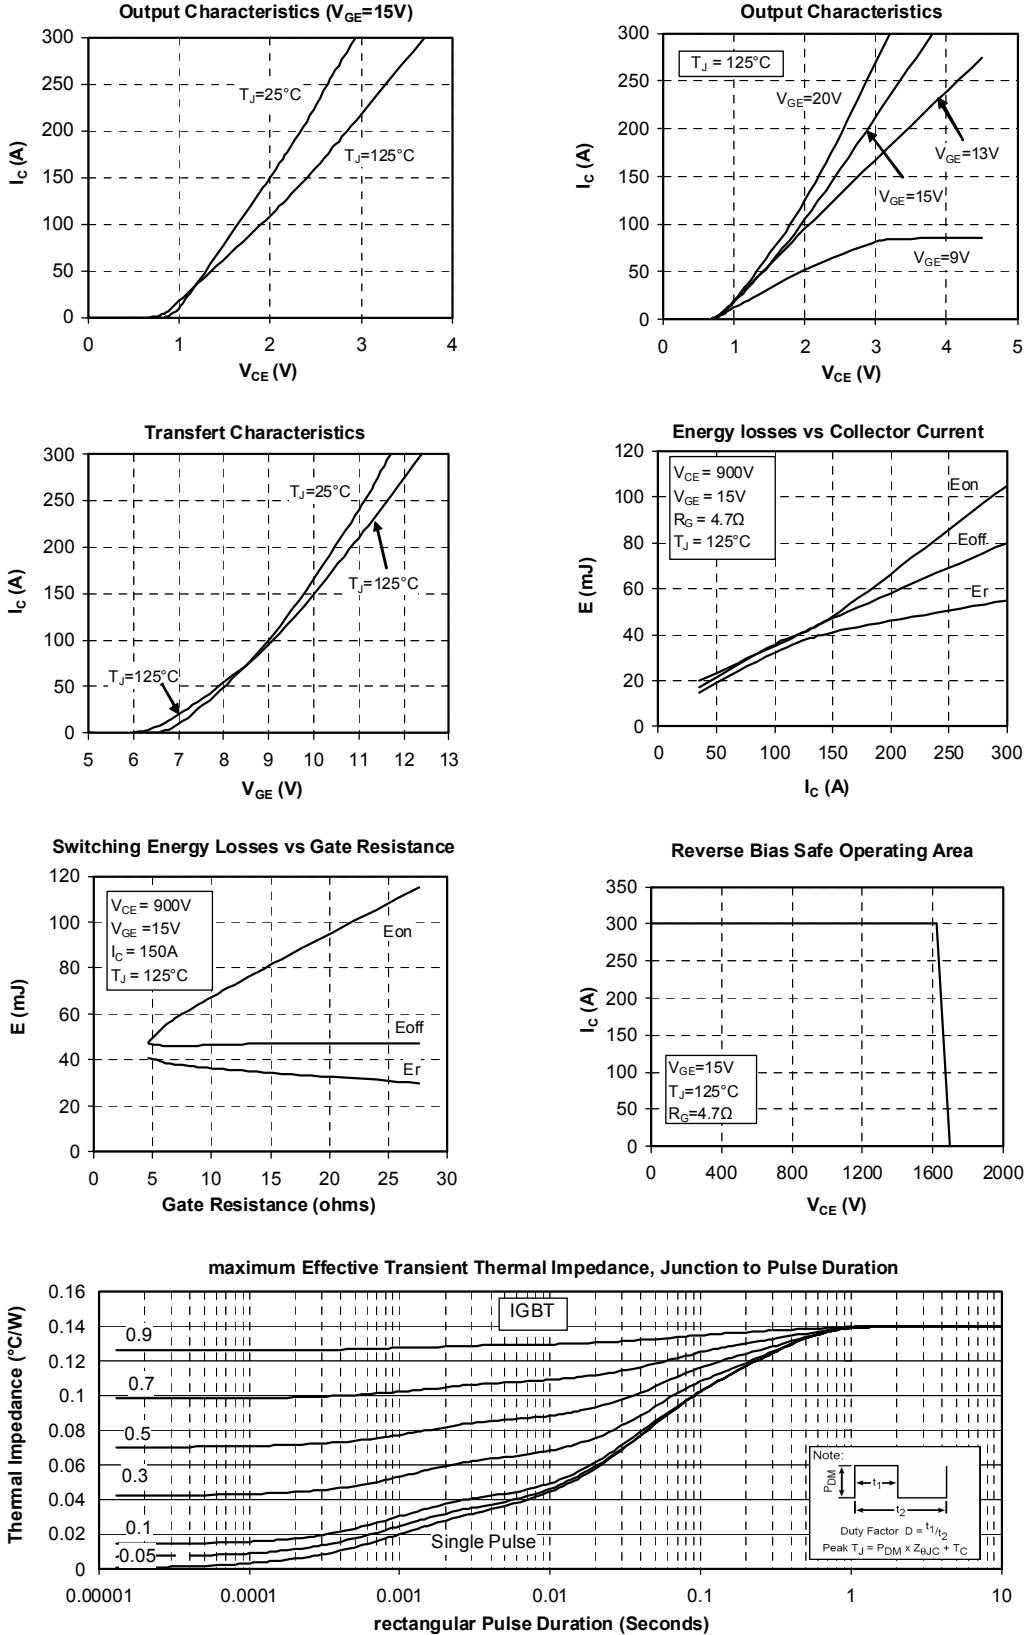 Output Characteristics (VGE=15V)
300
250
200
150
100
50
0
0 1 2 3 4
IC (A)
VCE (V)
TJ=25°C
TJ=125°C
Output Characteristics
300
250
200
150
100
50
0
0 1 2 3 4 5
IC (A)
VCE (V)
TJ = 125°C
VGE=20V
VGE=13V
VGE=15V
VGE=9V
Transfert Characteristics
300
250
200
150
100
50
0
5 6 7 8 9 10 11 12 13
IC (A)
VGE (V)
TJ=25°C
TJ=125°C
TJ=125°C
Energy losses vs Collector Current
120
100
80
60
40
20
0
0 50 100 150 200 250 300
E (mJ)
IC (A)
VCE = 900V
VGE = 15V
RG = 4.7Ω
TJ = 125°C
Eon
Eoff
Er
Switching Energy Losses vs Gate Resistance
120
100
80
60
40
20
0
0 5 10 15 20 25 30
E (mJ)
Gate Resistance (ohms)
VCE = 900V
VGE =15V
IC = 150A
TJ = 125°C
Eon
Eoff
Er
Reverse Bias Safe Operating Area
350
300
250
200
150
100
50
0
0 400 800 1200 1600 2000
IC (A)
VCE (V)
VGE=15V
TJ=125°C
RG=4.7Ω
maximum Effective Transient Thermal Impedance, Junction to Pulse Duration
0.16
0.14
0.12
0.1
0.08
0.06
0.04
0.02
0
0.00001 0.0001 0.001 0.01 0.1 1 10
Thermal Impedance (°C/W)
rectangular Pulse Duration (Seconds)
IGBT
0.9
0.7
0.5
0.3
0.1
0.05
Single Pulse
Note:
PDM
t1
t2
Duty Factor D = t1/t2
Peak TJ = PDM x ZθJC + TC